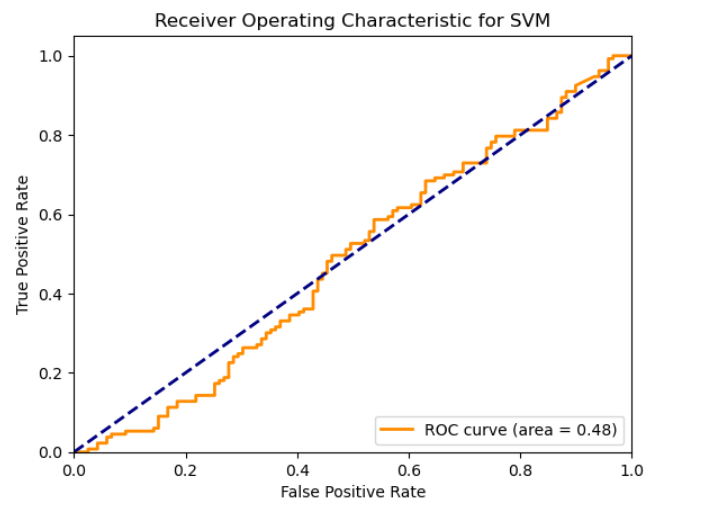 Receiver Operating Characteristic for SVM
True Positive Rate
1.0
0.8
0.6
0.4
0.2
0.0
ROC curve (area = 0.48)
0.0 0.2 0.4 0.6 0.8 1.0
False Positive Rate